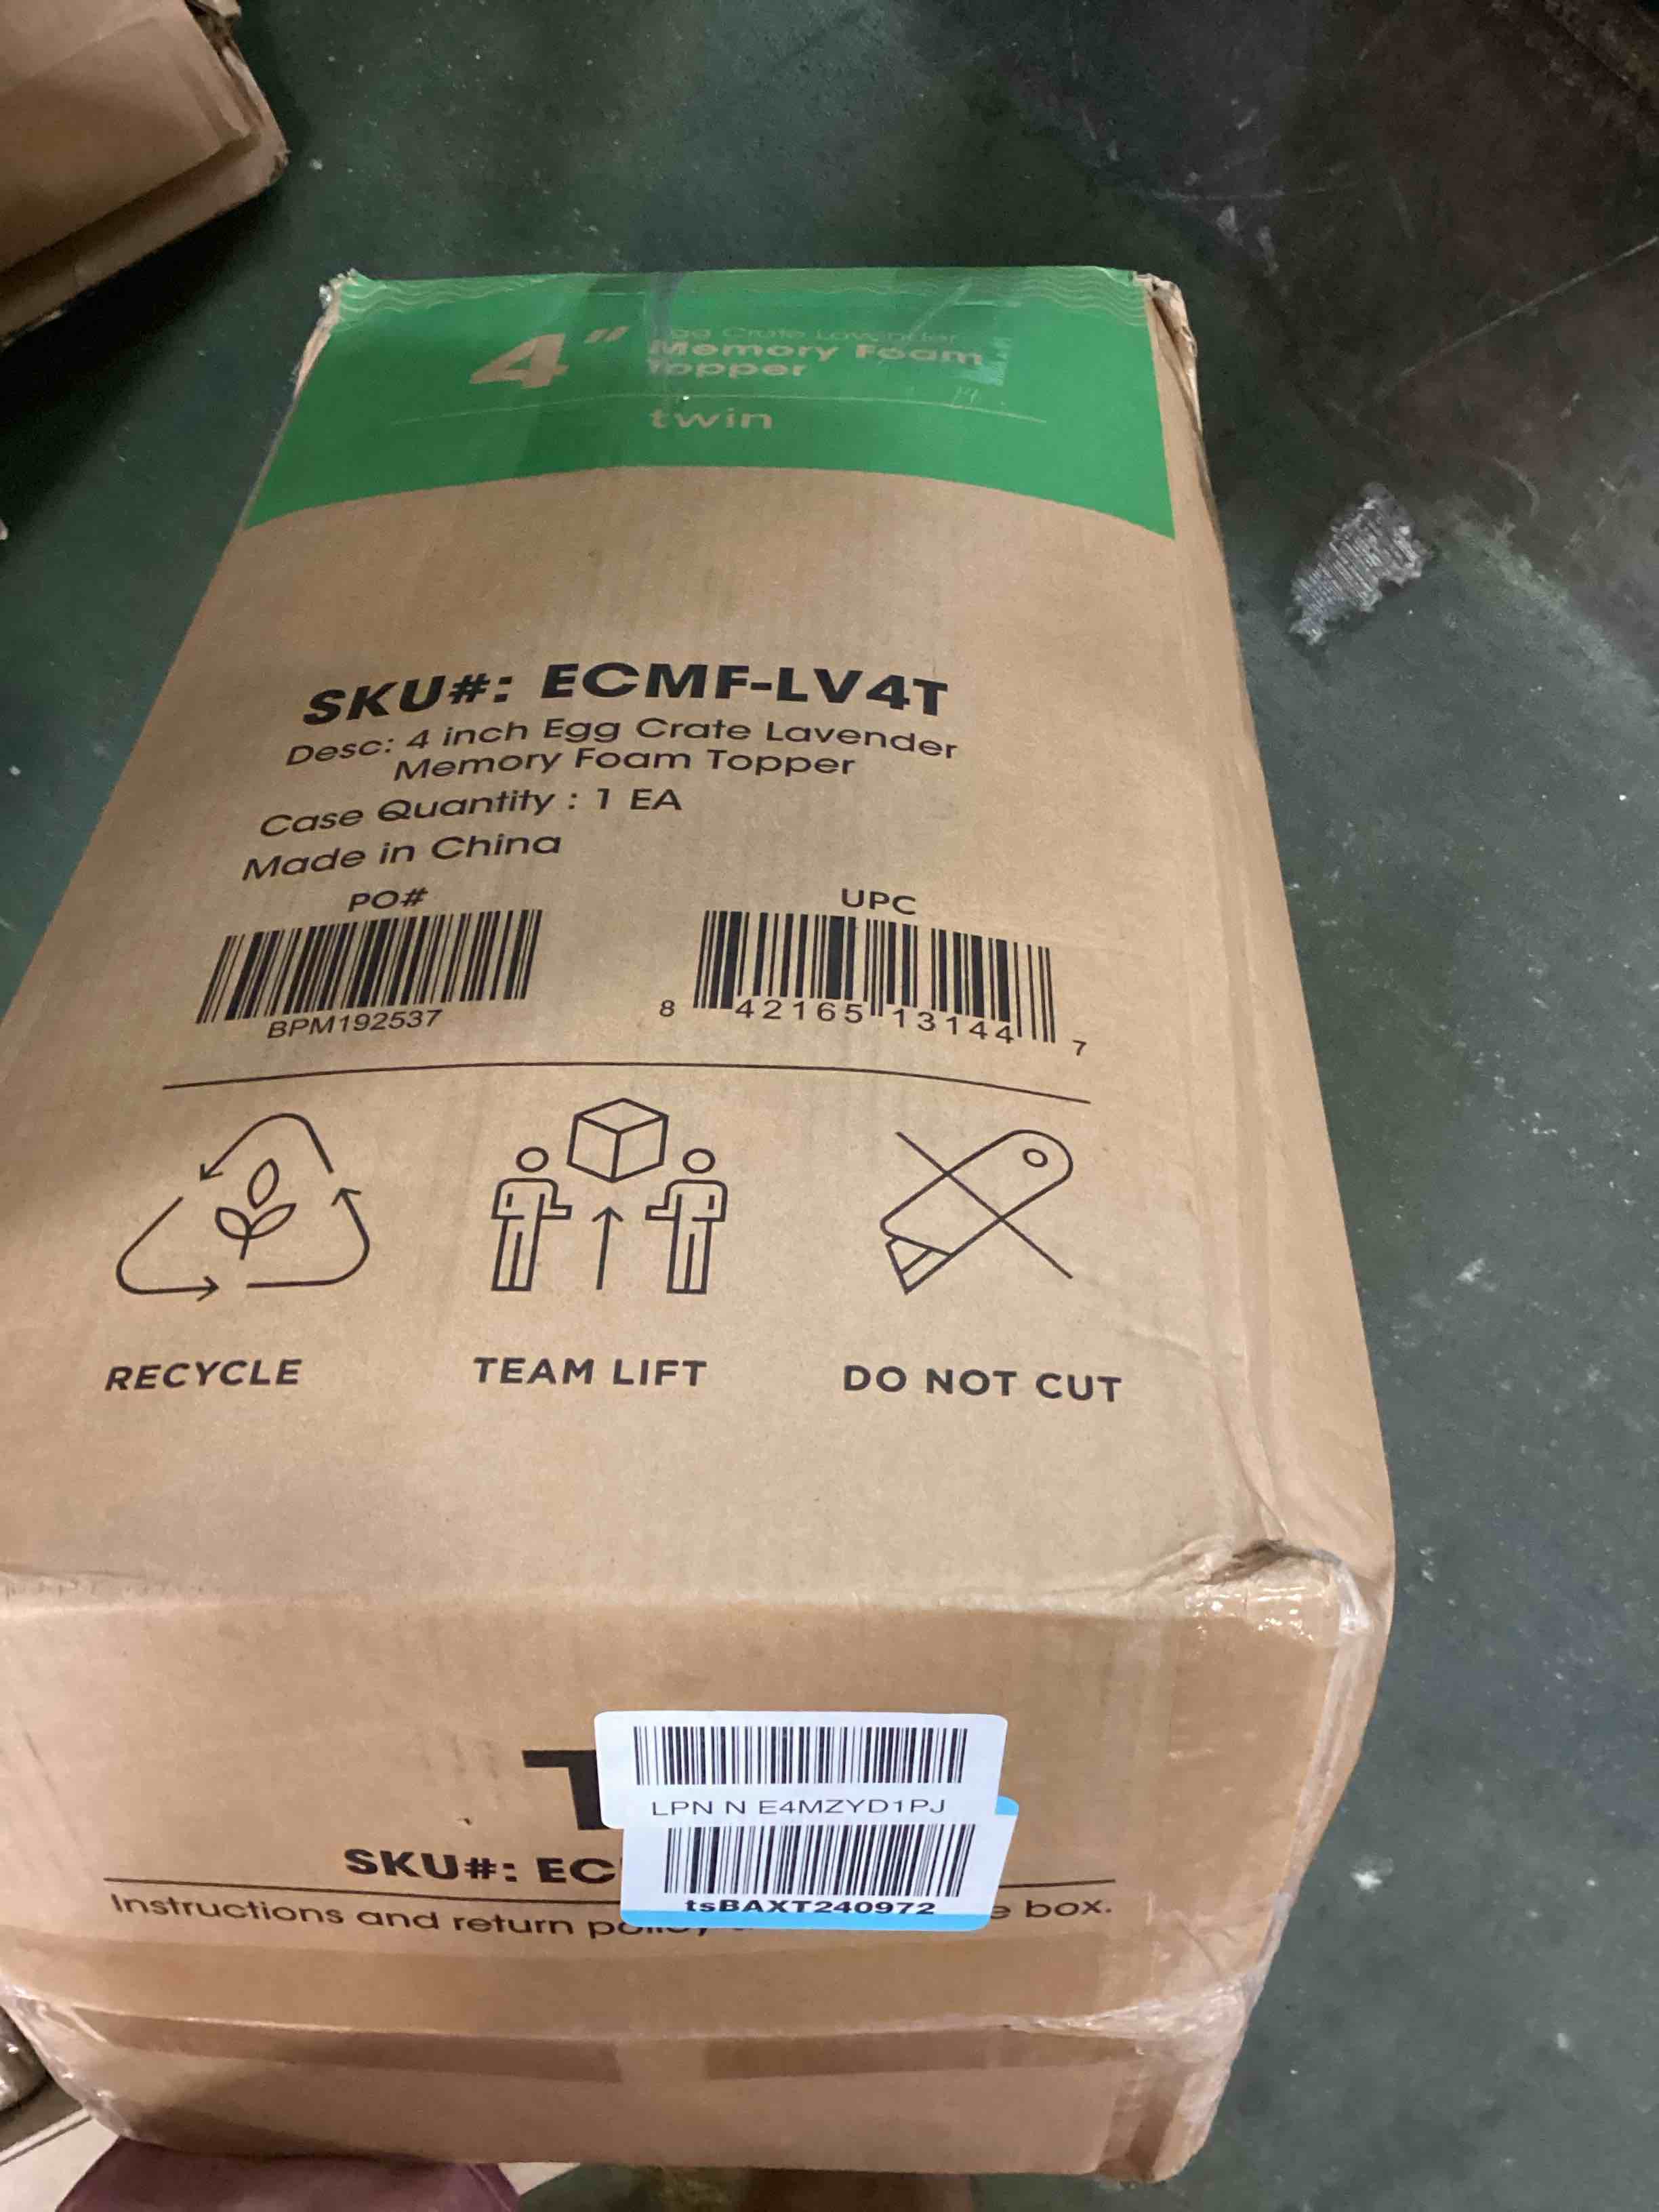 4" Egg Crate Lavender
Memory Foam
Topper
twin
SKU#: ECMF-LV4T
Desc: 4 inch Egg Crate Lavender
Memory Foam Topper
Case Quantity : 1 EA
Made in China
PO#
BPM192537
UPC
8 42165 13144 7
RECYCLE
TEAM LIFT
DO NOT CUT
T
LPN N E4MZYD1PJ
SKU#: EC
tsBAXT240972
Instructions and return policy box.